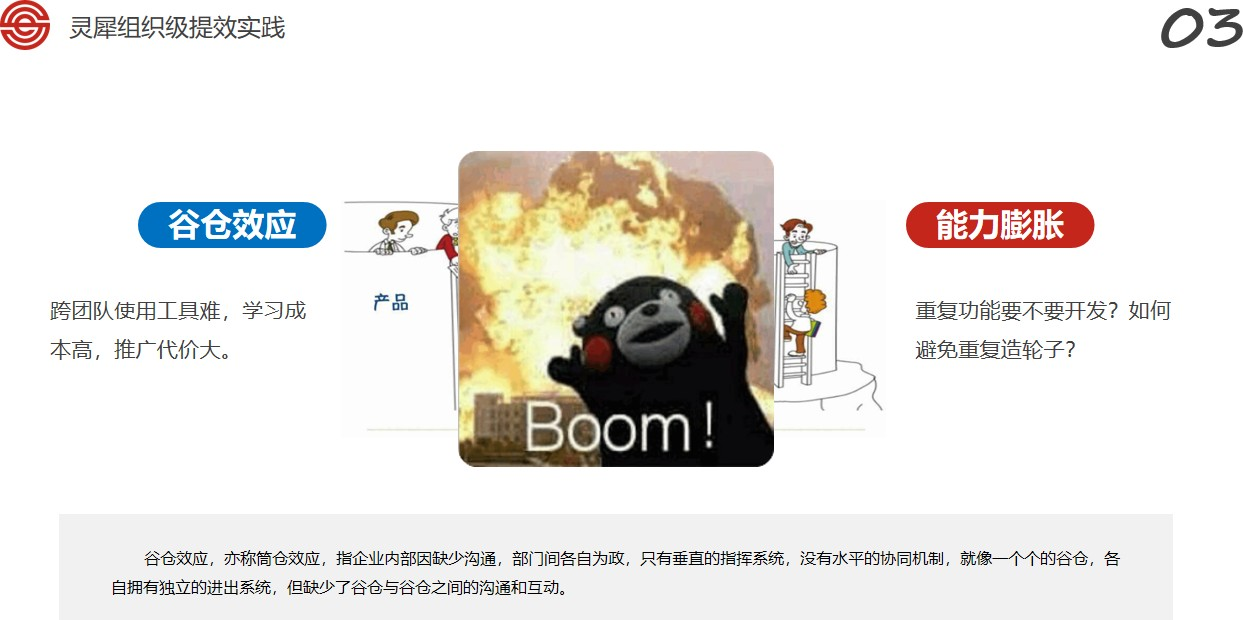 灵犀组织级提效实践
03
谷仓效应
跨团队使用工具难，学习成
本高，推广代价大。
产品
Boom！
能力膨胀
重复功能要不要开发？如何
避免重复造轮子？
谷仓效应，亦称筒仓效应，指企业内部因缺少沟通，部门间各自为政，只有垂直的指挥系统，没有水平的协同机制，就像一个个的谷仓，各
自拥有独立的进出系统，但缺少了谷仓与谷仓之间的沟通和互动。